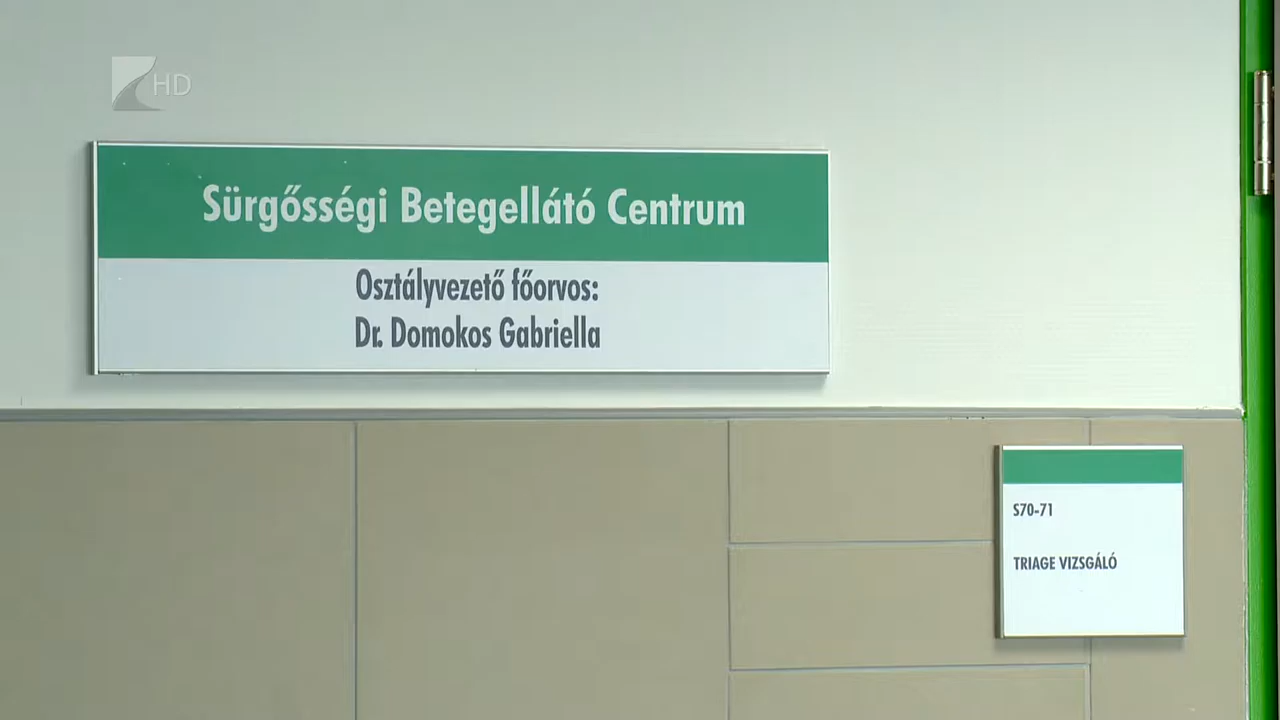 HD
Sürgősségi Betegellátó Centrum
Osztályvezető főorvos:
Dr. Domokos Gabriella
S70-71
TRIAGE VIZSGÁLÓ